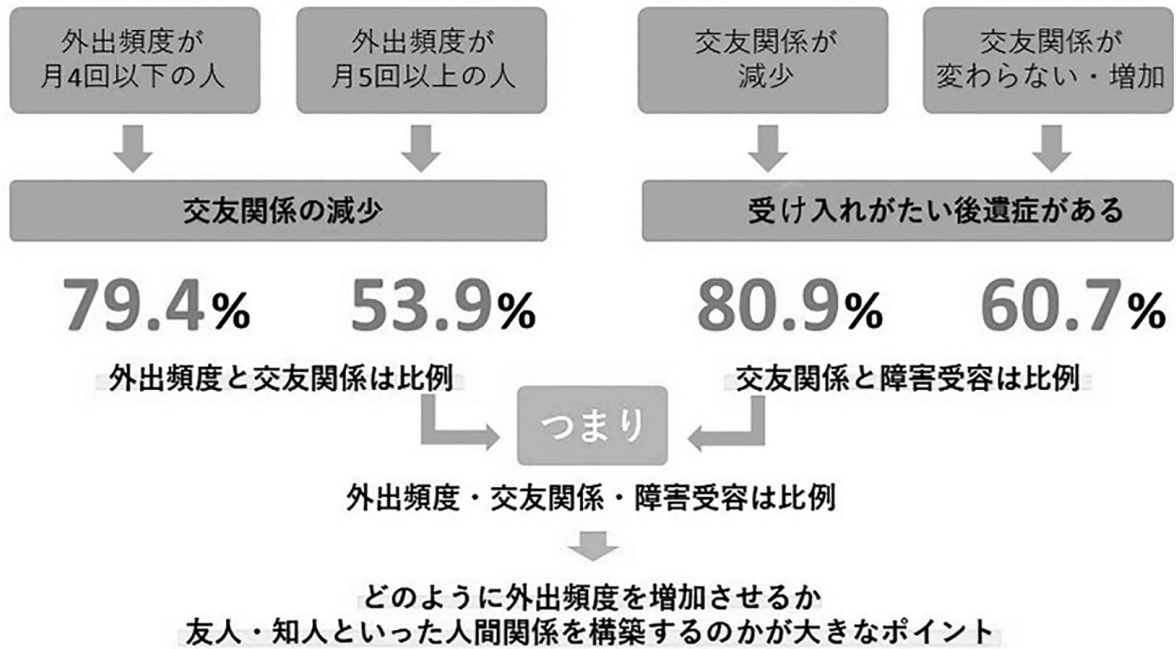 外出頻度が
月4回以下の人
外出頻度が
月5回以上の人
交友関係が
減少
交友関係が
変わらない・増加
交友関係の減少
受け入れがたい後遺症がある
79.4%
53.9%
80.9%
60.7%
外出頻度と交友関係は比例
交友関係と障害受容は比例
つまり
外出頻度・交友関係・障害受容は比例
どのように外出頻度を増加させるか
友人・知人といった人間関係を構築するのかが大きなポイント